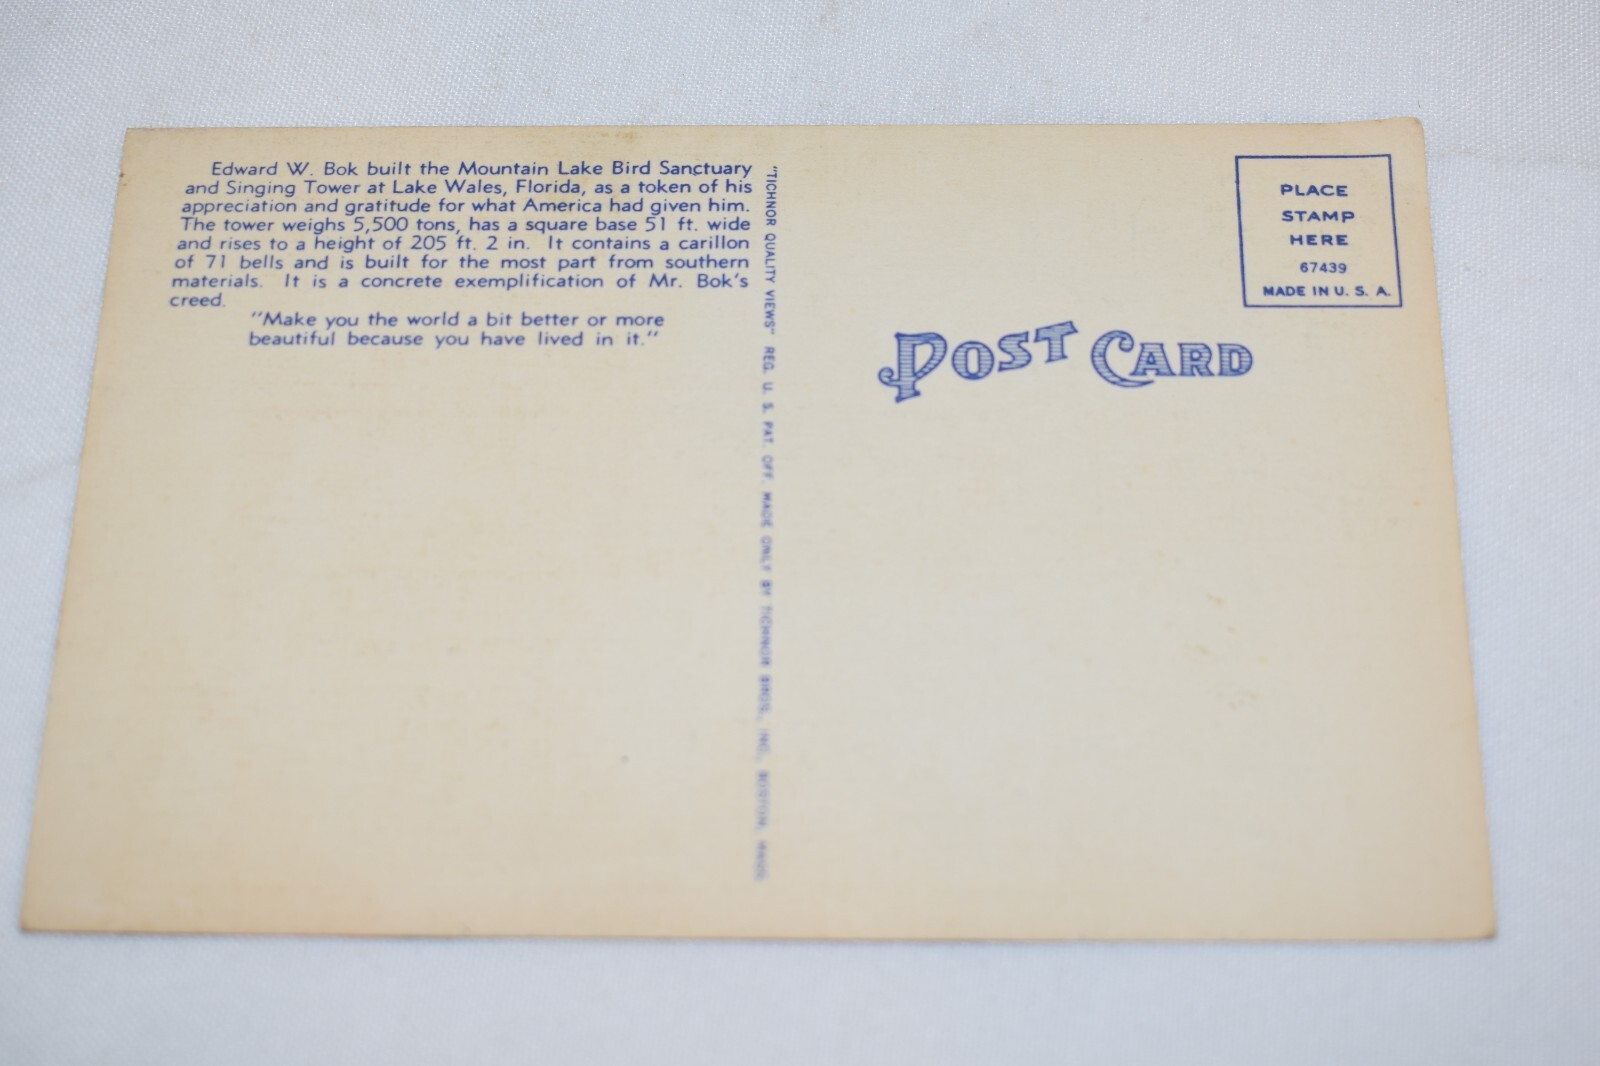 Edward W. Bok built the Mountain Lake Bird Sanctuary
and Singing Tower at Lake Wales, Florida, as a token of his
appreciation and gratitude for what America had given him.
The tower weighs 5,500 tons, has a square base 51 ft. wide
and rises to a height of 205 ft. 2 in. It contains a carillon
of 71 bells and is built for the most part from southern
materials. It is a concrete exemplification of Mr. Bok's
creed.
"Make you the world a bit better or more
beautiful because you have lived in it."
"TICHNOR QUALITY VIEWS" REG. U. S. PAT. OFF. MADE ONLY BY TICHNOR BROS., INC., BOSTON, MASS.
POST CARD
PLACE
STAMP
HERE
67439
MADE IN U. S. A.